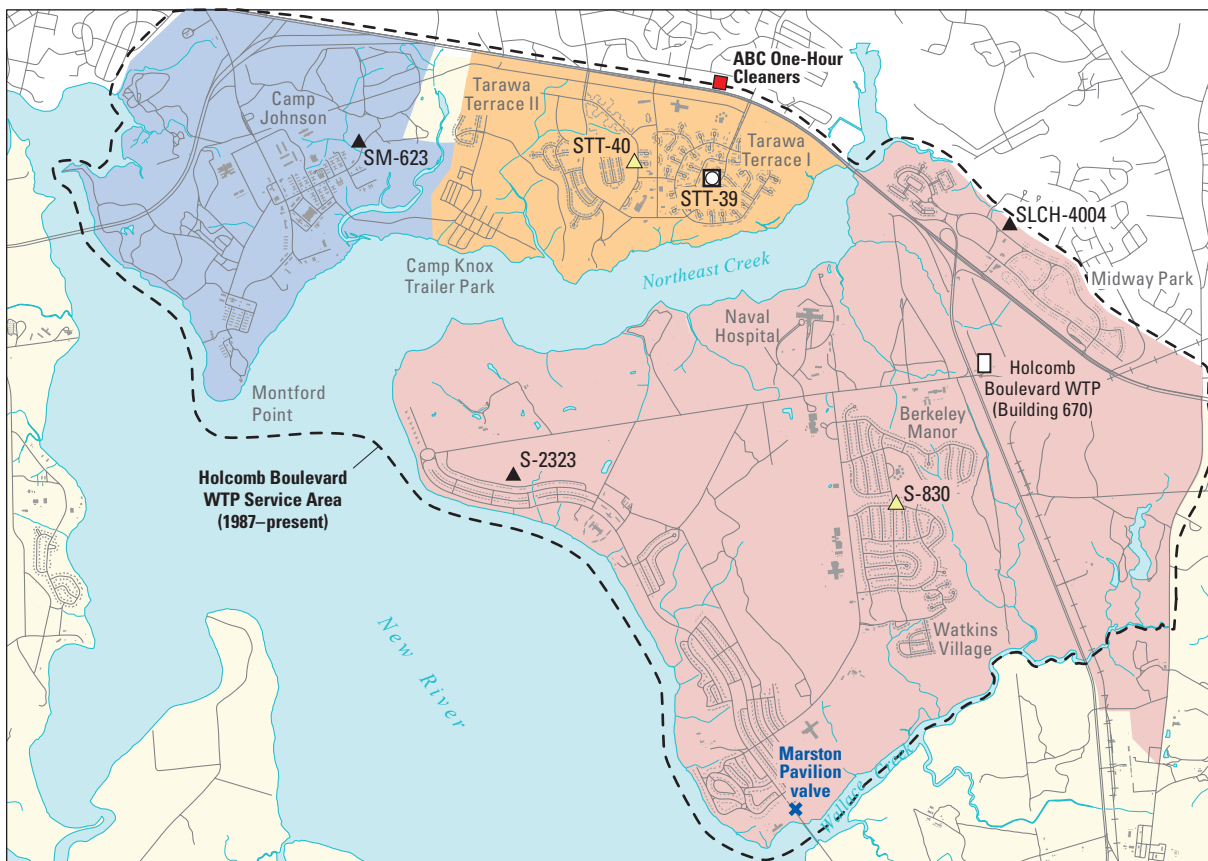 ABC One-Hour
Cleaners
Tarawa
Terrace II
Camp
Johnson
SM-623
STT-40
Tarawa
Terrace I
STT-39
SLCH-4004
Camp Knox
Trailer Park
Northeast Creek
Midway Park
Naval
Hospital
Holcomb
Boulevard WTP
(Building 670)
Montford
Point
Berkeley
Manor
S-2323
Holcomb Boulevard
WTP Service Area
(1987–present)
S-830
New
River
Watkins
Village
Marston
Pavilion
valve
Wallace Creek